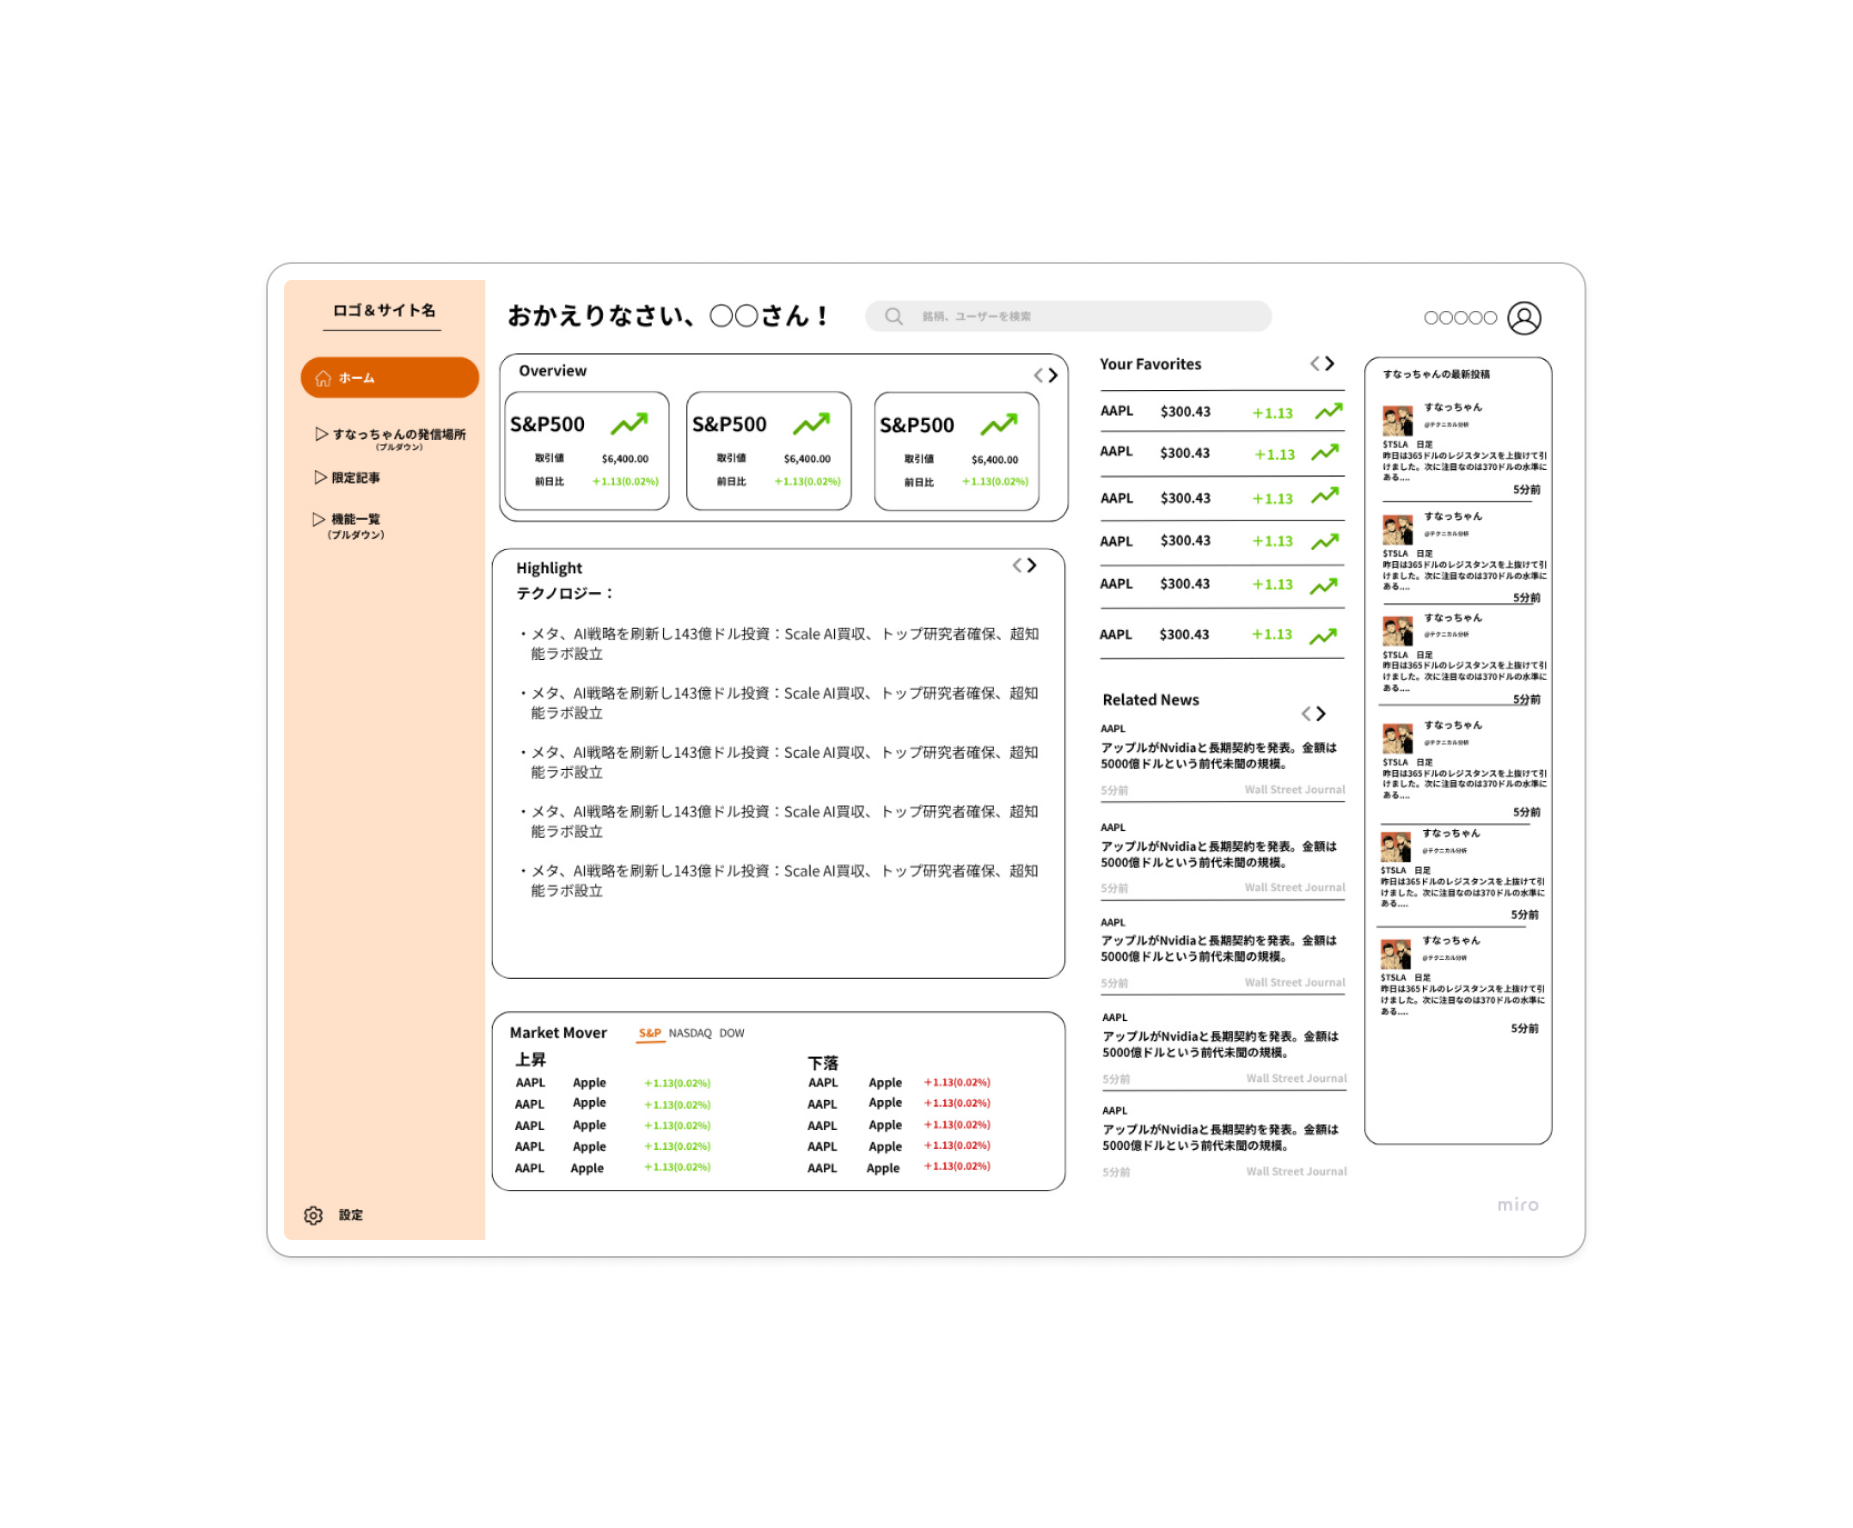 ロゴ＆サイト名
ホーム
すなっちゃんの発信場所
（プルダウン）
限定記事
機能一覧
（プルダウン）
設定
おかえりなさい、〇〇さん！
銘柄、ユーザーを検索
〇〇〇〇〇
Overview
S&P500
取引値 $6,400.00
前日比 +1.13(0.02%)
S&P500
取引値 $6,400.00
前日比 +1.13(0.02%)
S&P500
取引値 $6,400.00
前日比 +1.13(0.02%)
Highlight
テクノロジー：
・メタ、AI戦略を刷新し143億ドル投資：Scale AI買収、トップ研究者確保、超知
能ラボ設立
・メタ、AI戦略を刷新し143億ドル投資：Scale AI買収、トップ研究者確保、超知
能ラボ設立
・メタ、AI戦略を刷新し143億ドル投資：Scale AI買収、トップ研究者確保、超知
能ラボ設立
・メタ、AI戦略を刷新し143億ドル投資：Scale AI買収、トップ研究者確保、超知
能ラボ設立
・メタ、AI戦略を刷新し143億ドル投資：Scale AI買収、トップ研究者確保、超知
能ラボ設立
Market Mover S&P NASDAQ DOW
上昇
AAPL Apple +1.13(0.02%)
AAPL Apple +1.13(0.02%)
AAPL Apple +1.13(0.02%)
AAPL Apple +1.13(0.02%)
AAPL Apple +1.13(0.02%)
下落
AAPL Apple +1.13(0.02%)
AAPL Apple +1.13(0.02%)
AAPL Apple +1.13(0.02%)
AAPL Apple +1.13(0.02%)
AAPL Apple +1.13(0.02%)
Your Favorites
AAPL $300.43 +1.13
AAPL $300.43 +1.13
AAPL $300.43 +1.13
AAPL $300.43 +1.13
AAPL $300.43 +1.13
AAPL $300.43 +1.13
Related News
AAPL
アップルがNvidiaと長期契約を発表。金額は
5000億ドルという前代未聞の規模。
5分前 Wall Street Journal
AAPL
アップルがNvidiaと長期契約を発表。金額は
5000億ドルという前代未聞の規模。
5分前 Wall Street Journal
AAPL
アップルがNvidiaと長期契約を発表。金額は
5000億ドルという前代未聞の規模。
5分前 Wall Street Journal
AAPL
アップルがNvidiaと長期契約を発表。金額は
5000億ドルという前代未聞の規模。
5分前 Wall Street Journal
AAPL
アップルがNvidiaと長期契約を発表。金額は
5000億ドルという前代未聞の規模。
5分前 Wall Street Journal
すなっちゃんの最新投稿
すなっちゃん
@テクニカル分析
$TSLA 日足
昨日は365ドルのレジスタンスを上抜けて引
けました。次に注目なのは370ドルの水準に
ある....
5分前
すなっちゃん
@テクニカル分析
$TSLA 日足
昨日は365ドルのレジスタンスを上抜けて引
けました。次に注目なのは370ドルの水準に
ある....
5分前
すなっちゃん
@テクニカル分析
$TSLA 日足
昨日は365ドルのレジスタンスを上抜けて引
けました。次に注目なのは370ドルの水準に
ある....
5分前
すなっちゃん
@テクニカル分析
$TSLA 日足
昨日は365ドルのレジスタンスを上抜けて引
けました。次に注目なのは370ドルの水準に
ある....
5分前
すなっちゃん
@テクニカル分析
$TSLA 日足
昨日は365ドルのレジスタンスを上抜けて引
けました。次に注目なのは370ドルの水準に
ある....
5分前
すなっちゃん
@テクニカル分析
$TSLA 日足
昨日は365ドルのレジスタンスを上抜けて引
けました。次に注目なのは370ドルの水準に
ある....
5分前
miro